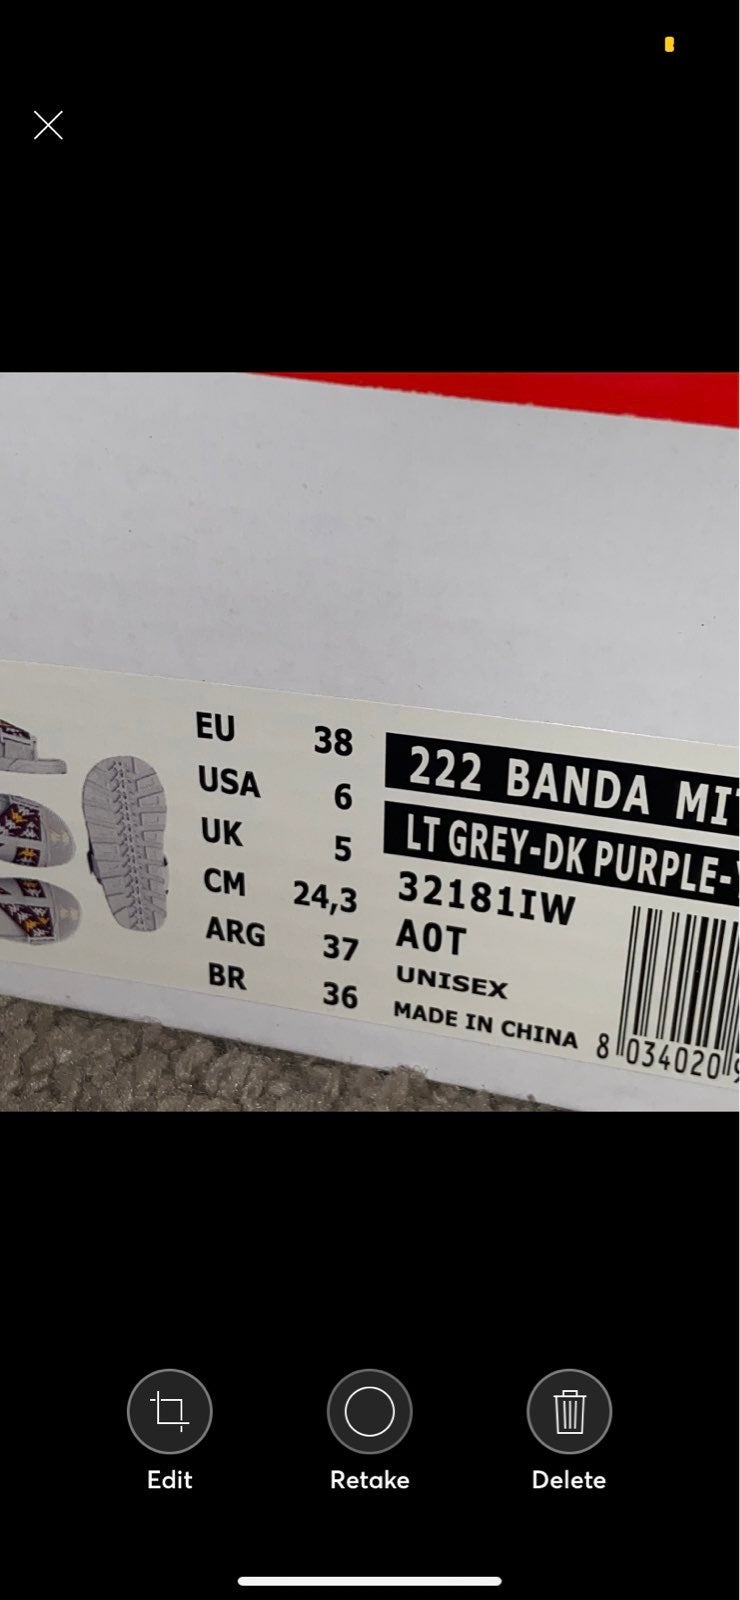 EU 38
USA 6
UK 5
CM 24,3
ARG 37
BR 36
222 BANDA MI
LT GREY-DK PURPLE-
32181IW
A0T
UNISEX
MADE IN CHINA
8 034020
Edit
Retake
Delete